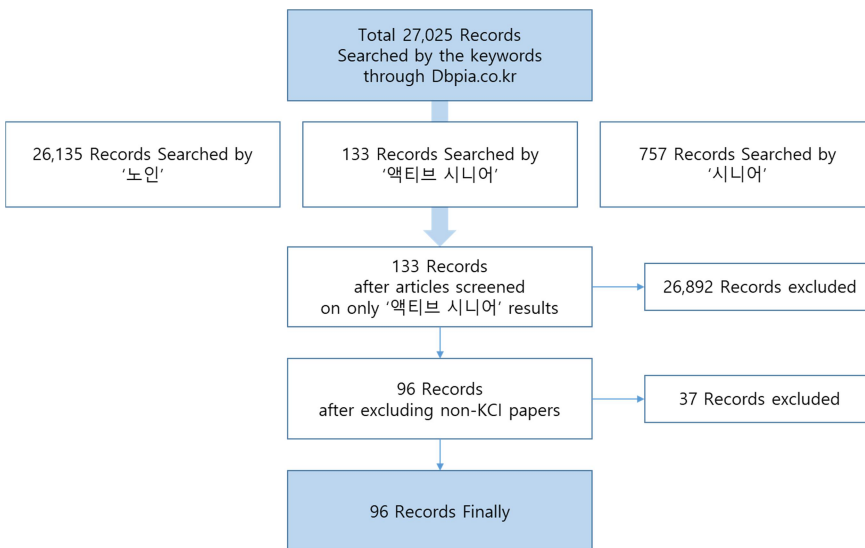 Total 27,025 Records
Searched by the keywords
through Dbpia.co.kr
26,135 Records Searched by
‘노인’
133 Records Searched by
‘액티브 시니어’
757 Records Searched by
‘시니어’
133 Records
after articles screened
on only ‘액티브 시니어’ results
26,892 Records excluded
96 Records
after excluding non-KCI papers
37 Records excluded
96 Records Finally